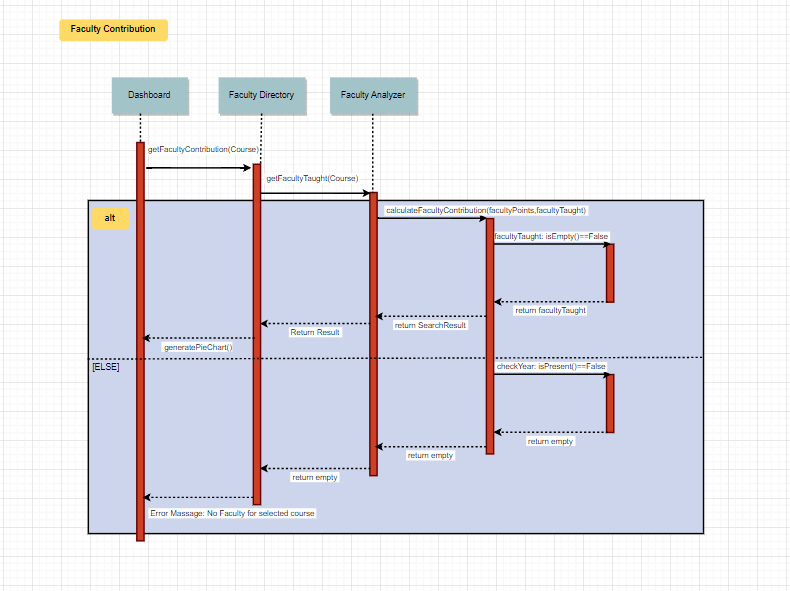 Faculty Contribution
Dashboard
Faculty Directory
Faculty Analyzer
getFacultyContribution(Course)
getFacultyTaught(Course)
alt
calculateFacultyContribution(facultyPoints,facultyTaught)
facultyTaught: isEmpty()==False
return facultyTaught
return SearchResult
Return Result
generatePieChart()
[ELSE]
checkYear: isPresent()==False
return empty
return empty
return empty
Error Massage: No Faculty for selected course